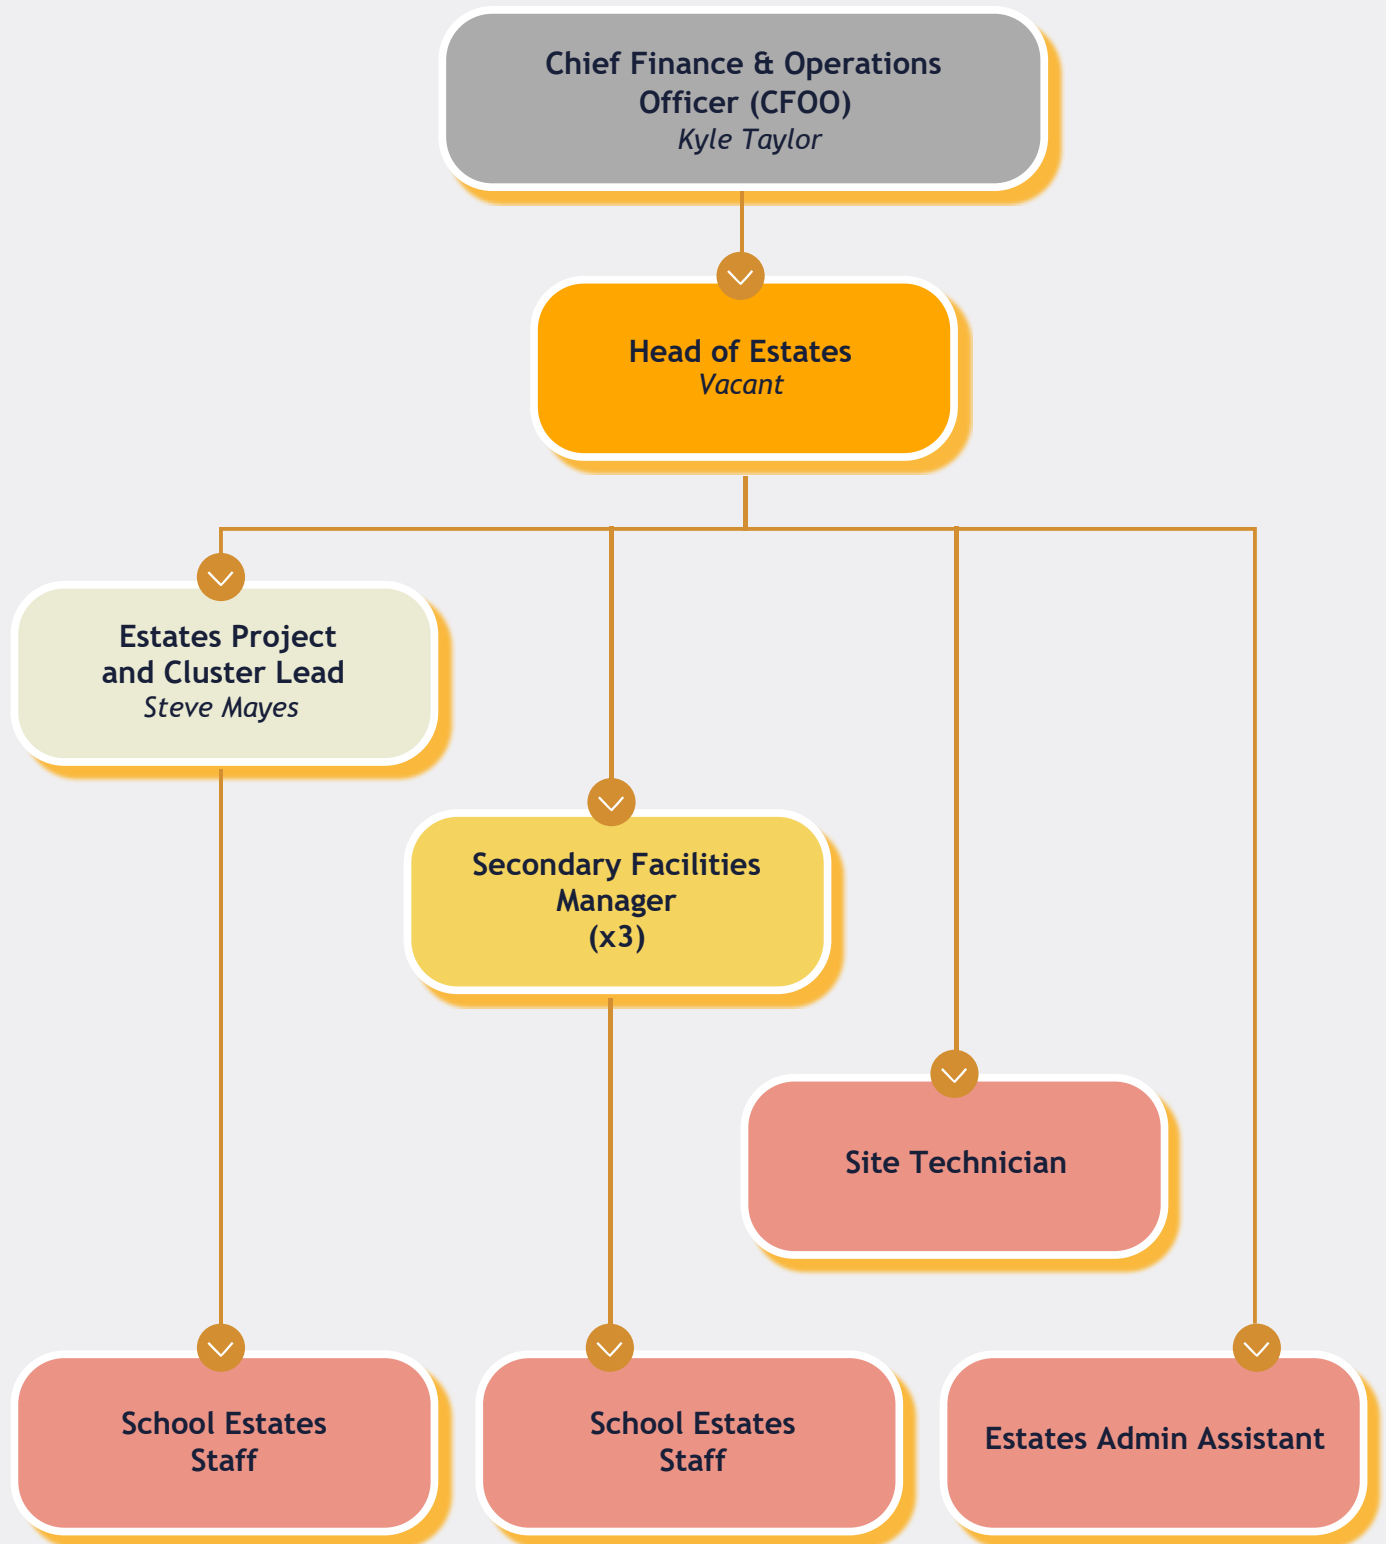 Chief Finance & Operations
Officer (CFOO)
Kyle Taylor
Head of Estates
Vacant
Estates Project
and Cluster Lead
Steve Mayes
Secondary Facilities
Manager
(x3)
Site Technician
School Estates
Staff
School Estates
Staff
Estates Admin Assistant